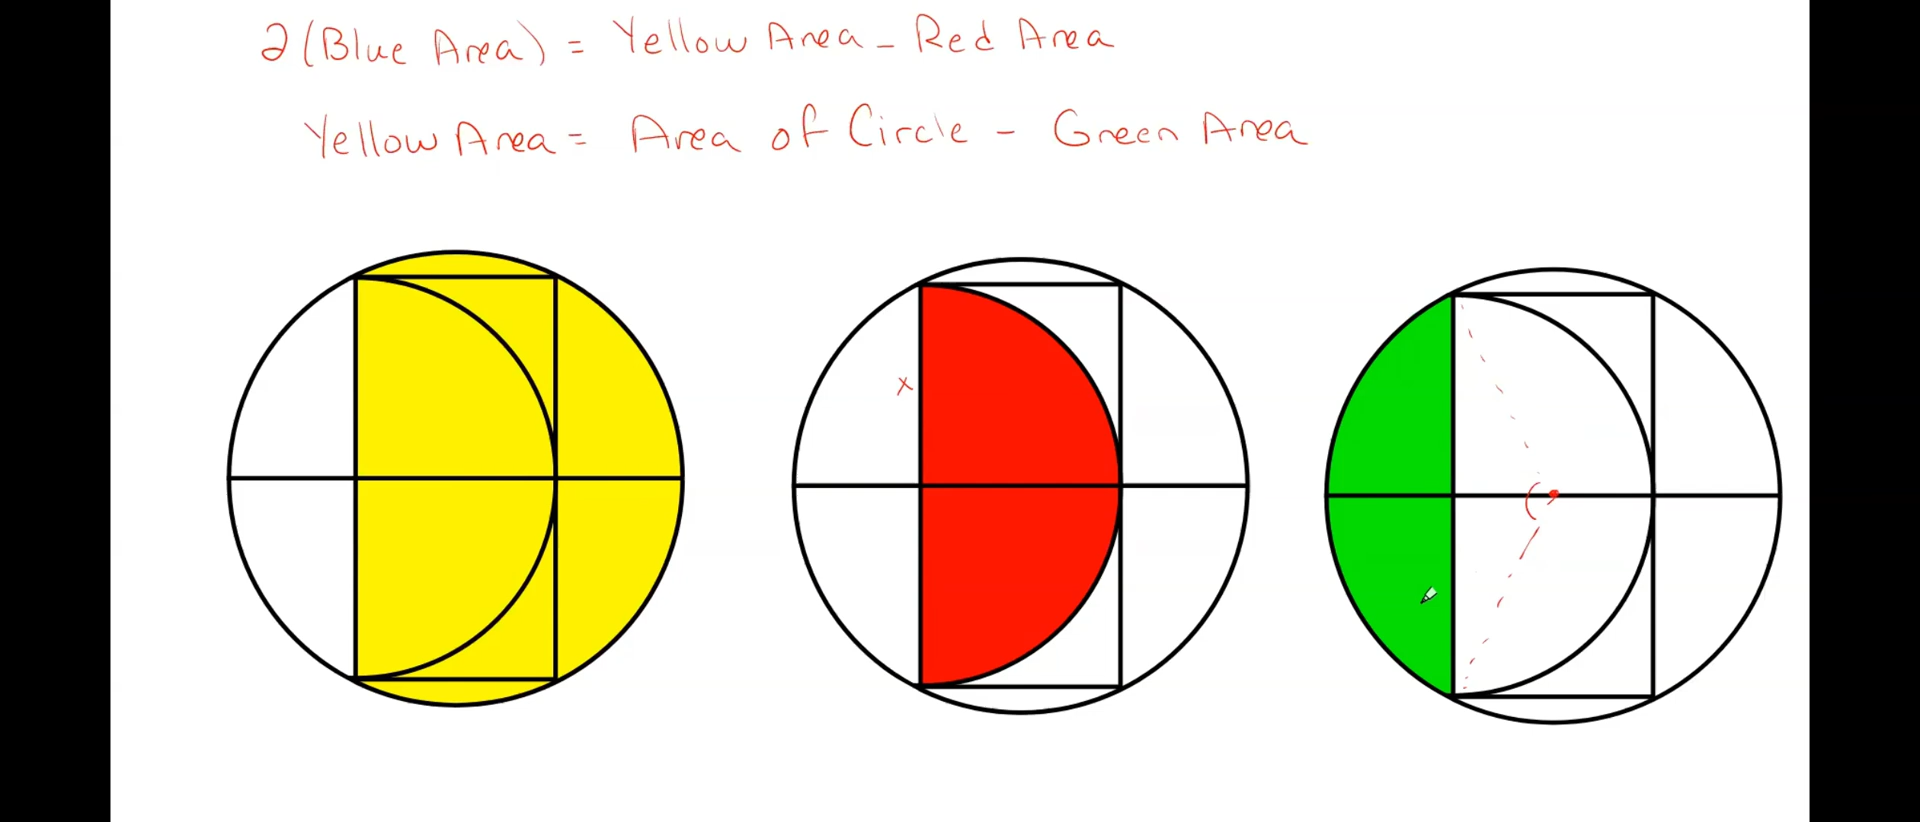 2(Blue Area) = Yellow Area - Red Area
Yellow Area = Area of Circle - Green Area
x